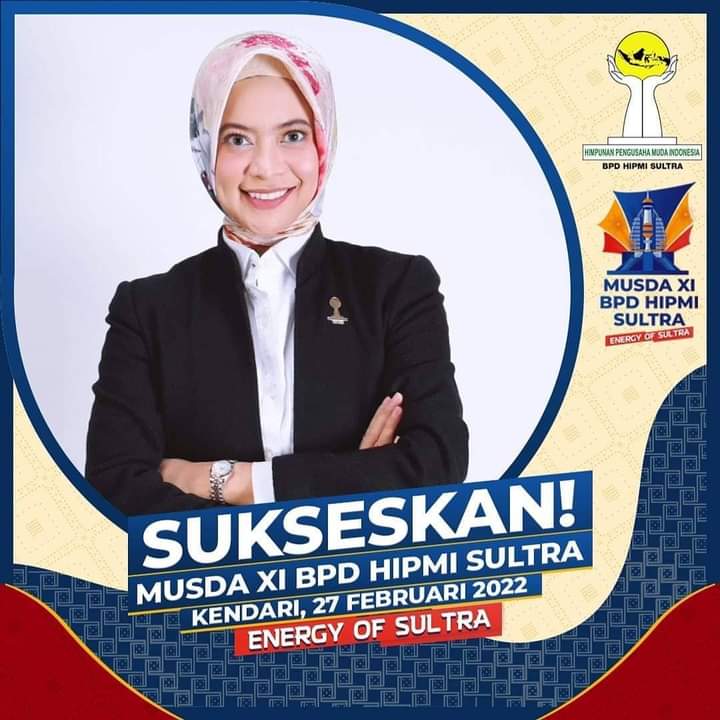 HIMPUNAN PENGUSAHA MUDA INDONESIA
BPD HIPMI SULTRA
MUSDA XI
BPD HIPMI
SULTRA
ENERGY OF SULTRA
SUKSESKAN!
MUSDA XI BPD HIPMI SULTRA
KENDARI, 27 FEBRUARI 2022
ENERGY OF SULTRA